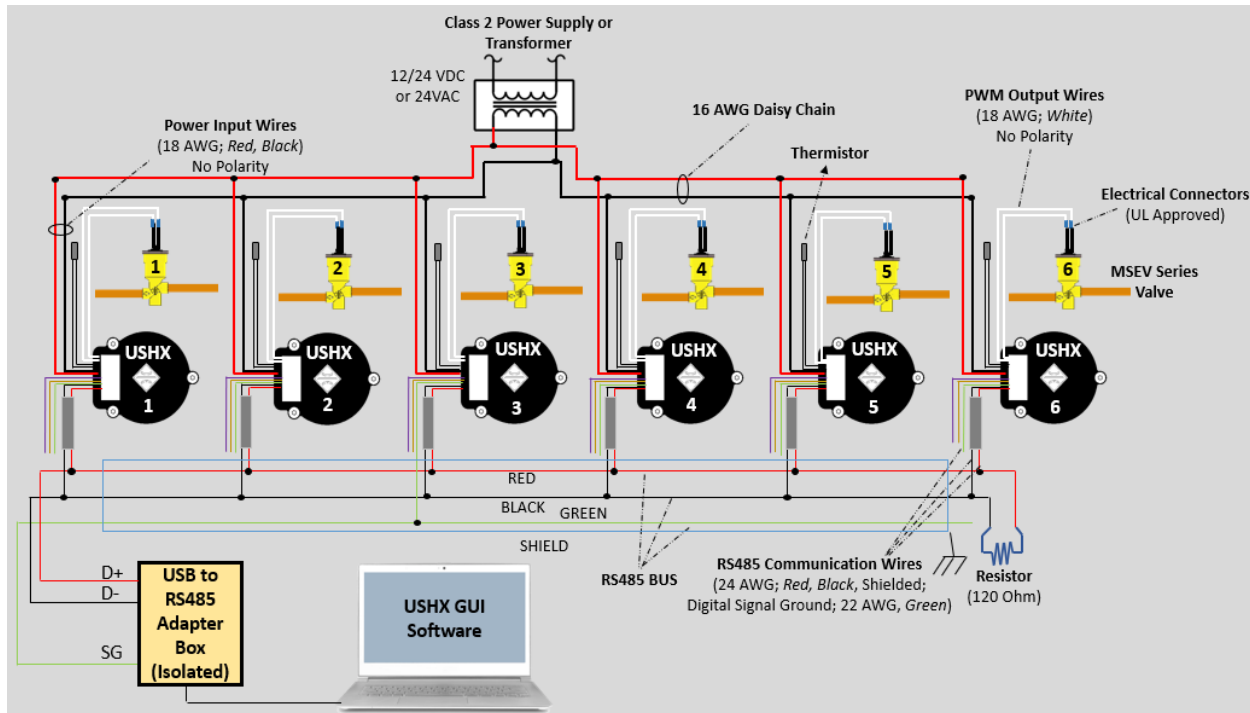 Class 2 Power Supply or
Transformer
12/24 VDC
or 24VAC
Power Input Wires
(18 AWG; Red, Black)
No Polarity
16 AWG Daisy Chain
Thermistor
PWM Output Wires
(18 AWG; White)
No Polarity
Electrical Connectors
(UL Approved)
MSEV Series
Valve
1
2
3
4
5
6
USHX
1
USHX
2
USHX
3
USHX
4
USHX
5
USHX
6
RED
BLACK
GREEN
SHIELD
RS485 BUS
RS485 Communication Wires
(24 AWG; Red, Black, Shielded;
Digital Signal Ground; 22 AWG, Green)
Resistor
(120 Ohm)
D+
D-
SG
USB to
RS485
Adapter
Box
(Isolated)
USHX GUI
Software